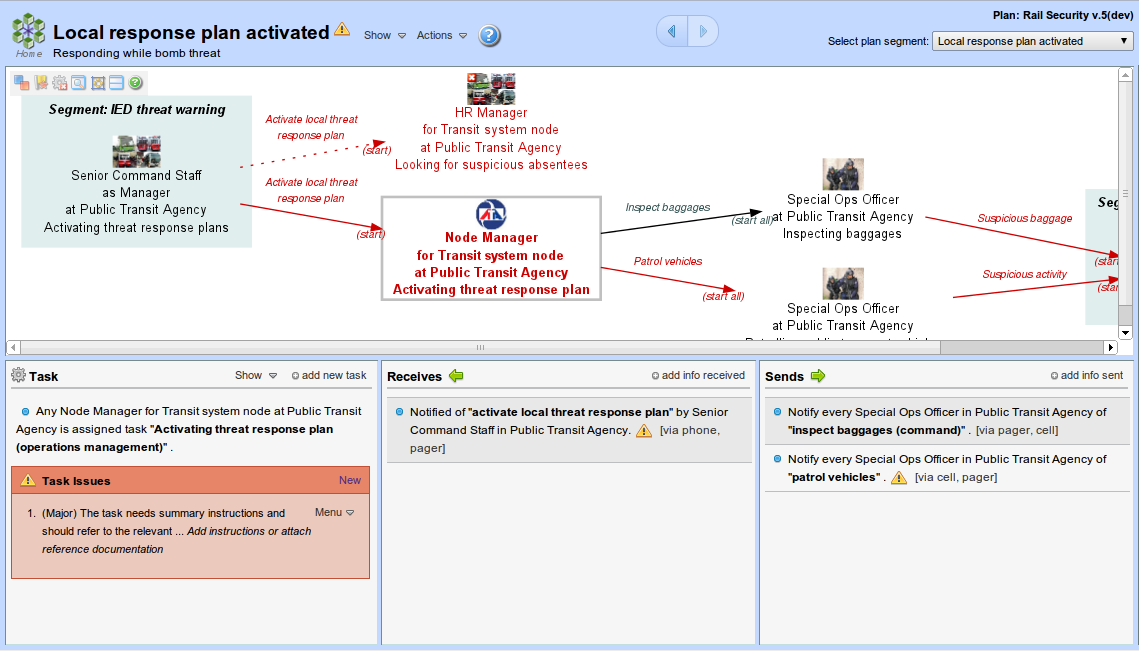 Plan: Rail Security v.5(dev)
Local response plan activated
Show
Actions
?
Home
Responding while bomb threat
Select plan segment:
Local response plan activated
Segment: IED threat warning
Senior Command Staff
as Manager
at Public Transit Agency
Activating threat response plans
Activate local threat
response plan
(start)
Activate local threat
response plan
(start)
HR Manager
for Transit system node
at Public Transit Agency
Looking for suspicious absentees
Node Manager
for Transit system node
at Public Transit Agency
Activating threat response plan
Inspect baggages
(start all)
Patrol vehicles
(start all)
Special Ops Officer
at Public Transit Agency
Inspecting baggages
Special Ops Officer
at Public Transit Agency
Suspicious baggage
(start
Suspicious activity
(star
Seg
Task
Show
add new task
Any Node Manager for Transit system node at Public Transit
Agency is assigned task "Activating threat response plan
(operations management)" .
Task Issues
New
1. (Major) The task needs summary instructions and
should refer to the relevant ... Add instructions or attach
reference documentation
Menu
Receives
add info received
Notified of "activate local threat response plan" by Senior
Command Staff in Public Transit Agency. [via phone,
pager]
Sends
add info sent
Notify every Special Ops Officer in Public Transit Agency of
"inspect baggages (command)" . [via pager, cell]
Notify every Special Ops Officer in Public Transit Agency of
"patrol vehicles" . [via cell, pager]